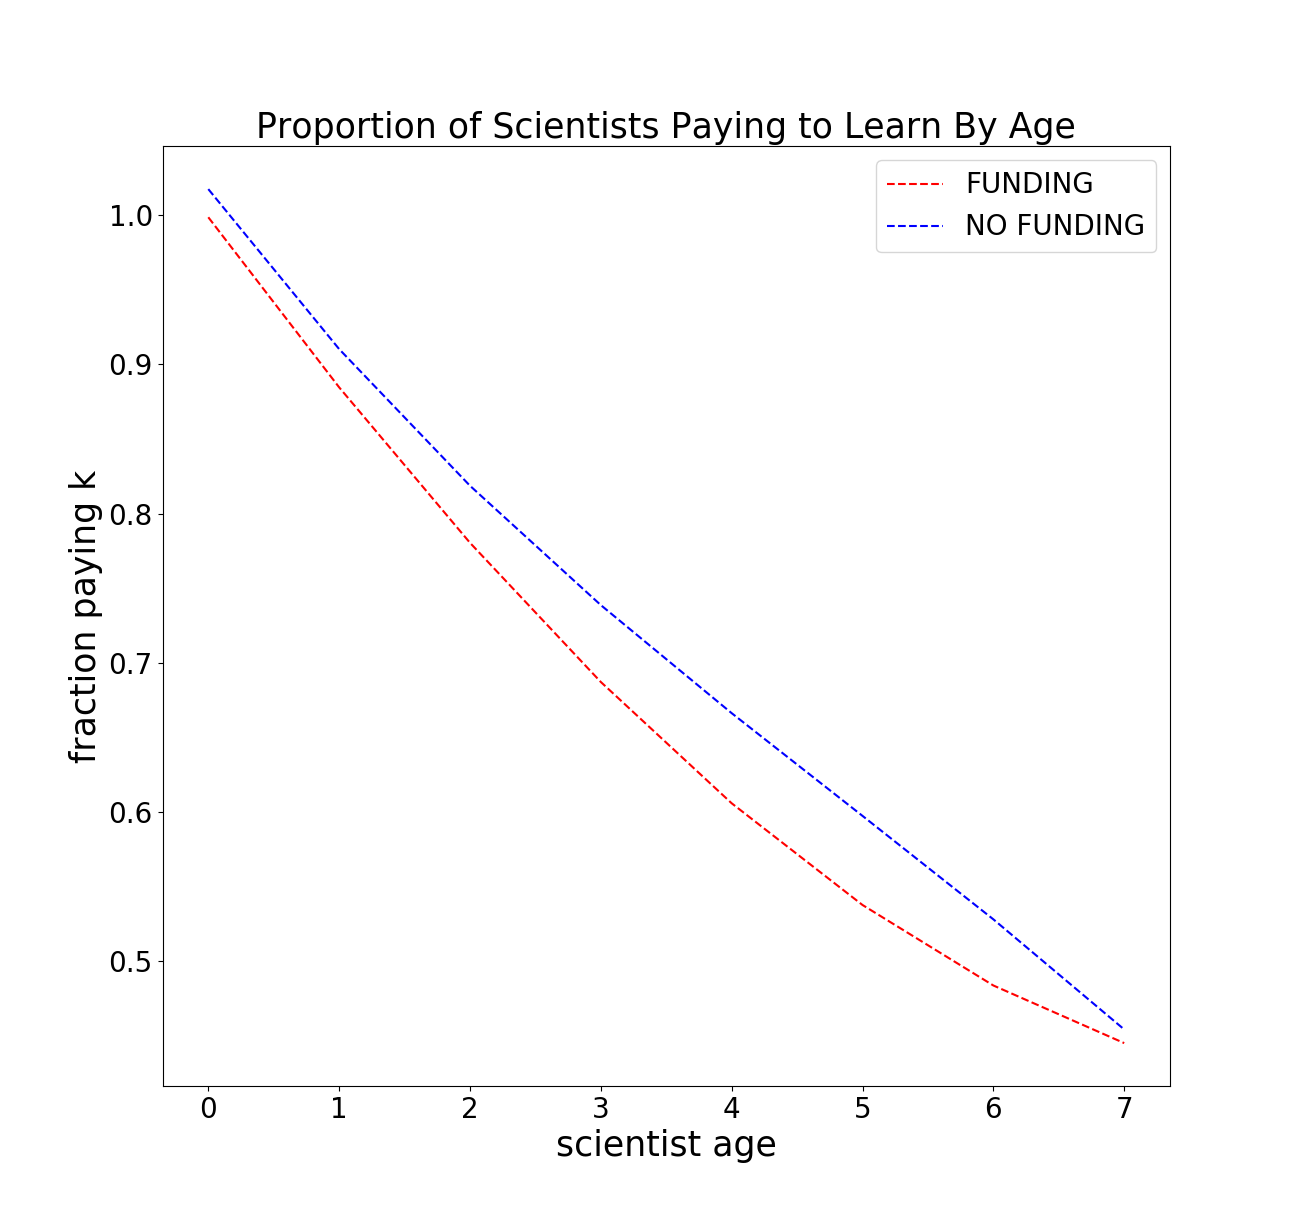 Proportion of Scientists Paying to Learn By Age
FUNDING
NO FUNDING
fraction paying k
1.0
0.9
0.8
0.7
0.6
0.5
0 1 2 3 4 5 6 7
scientist age